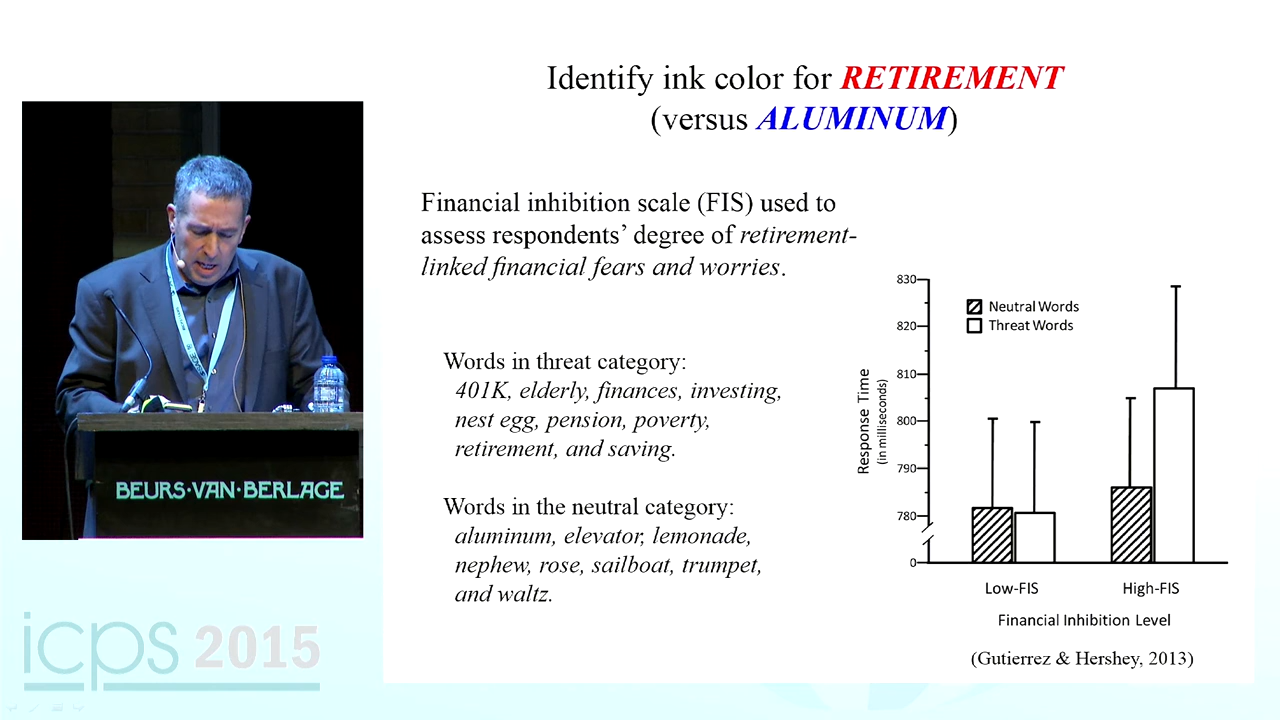 Identify ink color for RETIREMENT
(versus ALUMINUM)
Financial inhibition scale (FIS) used to
assess respondents’ degree of retirement-
linked financial fears and worries.
Words in threat category:
401K, elderly, finances, investing,
nest egg, pension, poverty,
retirement, and saving.
Words in the neutral category:
aluminum, elevator, lemonade,
nephew, rose, sailboat, trumpet,
and waltz.
Neutral Words
Threat Words
Response Time
(in milliseconds)
830
820
810
800
790
780
0
Low-FIS
High-FIS
Financial Inhibition Level
(Gutierrez & Hershey, 2013)
BEURS·VAN·BERLAGE
icps 2015